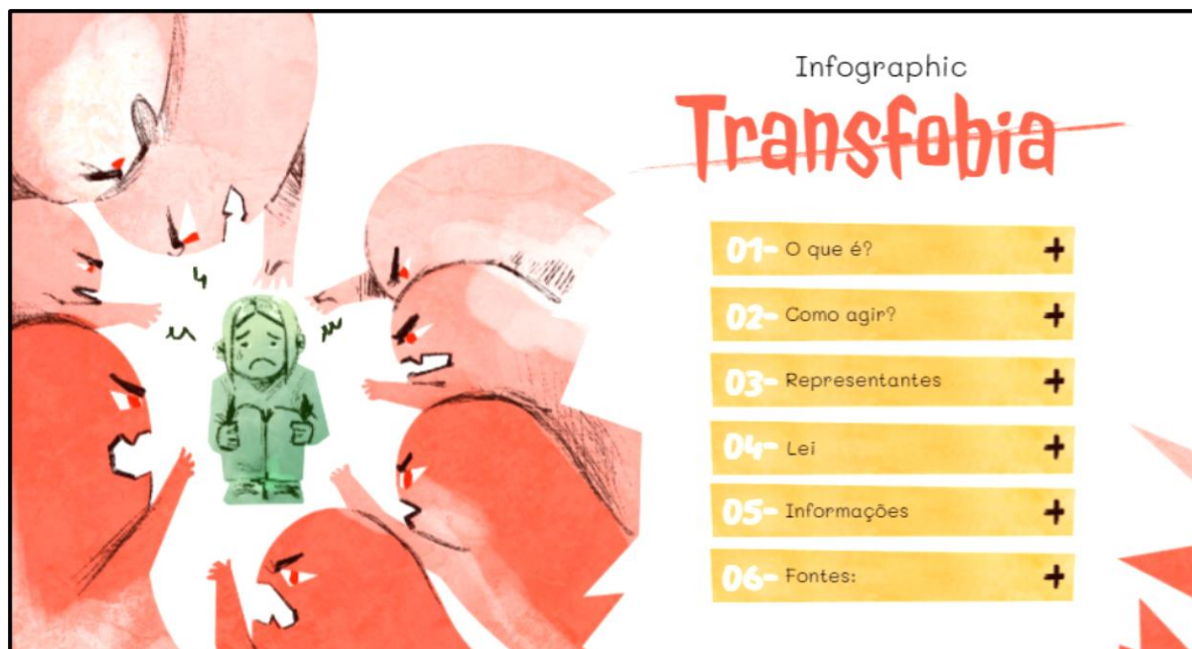 Infographic
Transfobia
01- O que é? +
02- Como agir? +
03- Representantes +
04- Lei +
05- Informações +
06- Fontes: +